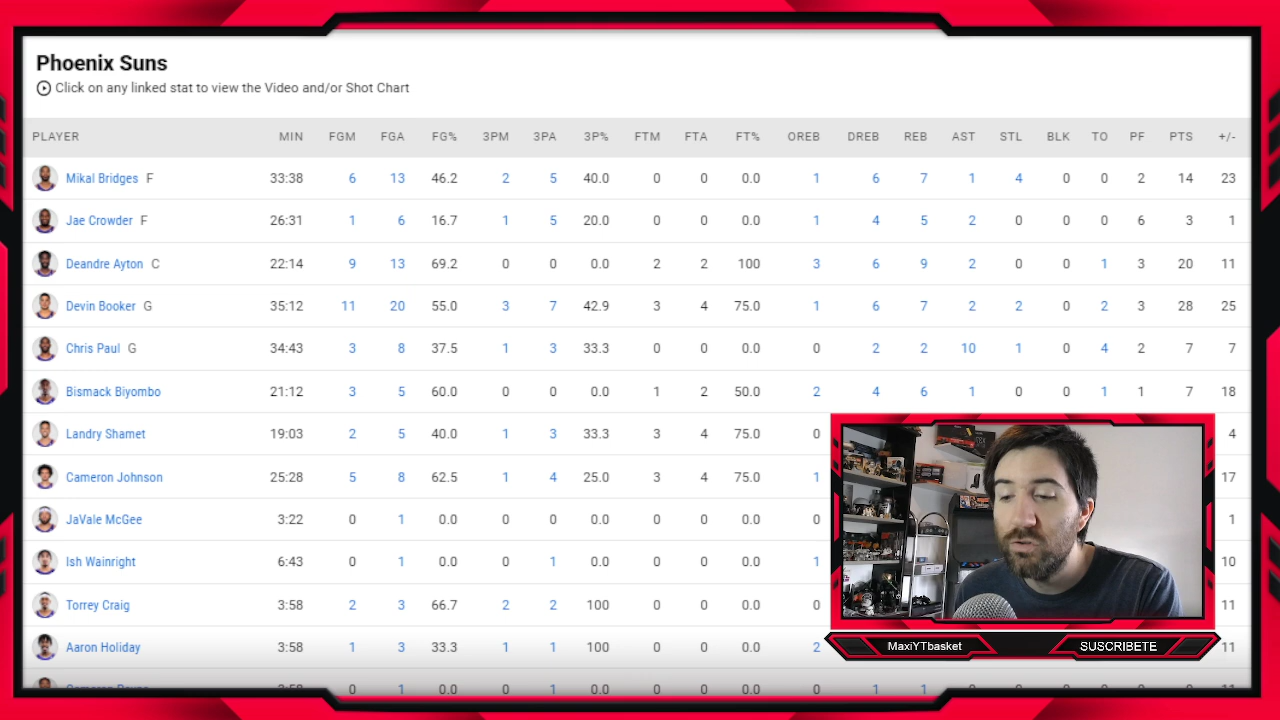 Phoenix Suns
Click on any linked stat to view the Video and/or Shot Chart
PLAYER MIN FGM FGA FG% 3PM 3PA 3P% FTM FTA FT% OREB DREB REB AST STL BLK TO PF PTS +/-
Mikal Bridges F 33:38 6 13 46.2 2 5 40.0 0 0 0.0 1 6 7 1 4 0 0 2 14 23
Jae Crowder F 26:31 1 6 16.7 1 5 20.0 0 0 0.0 1 4 5 2 0 0 0 6 3 1
Deandre Ayton C 22:14 9 13 69.2 0 0 0.0 2 2 100 3 6 9 2 0 0 1 3 20 11
Devin Booker G 35:12 11 20 55.0 3 7 42.9 3 4 75.0 1 6 7 2 2 0 2 3 28 25
Chris Paul G 34:43 3 8 37.5 1 3 33.3 0 0 0.0 0 2 2 10 1 0 4 2 7 7
Bismack Biyombo 21:12 3 5 60.0 0 0 0.0 1 2 50.0 2 4 6 1 0 0 1 1 7 18
Landry Shamet 19:03 2 5 40.0 1 3 33.3 3 4 75.0 0 4
Cameron Johnson 25:28 5 8 62.5 1 4 25.0 3 4 75.0 1 17
JaVale McGee 3:22 0 1 0.0 0 0 0.0 0 0 0.0 0 1
Ish Wainright 6:43 0 1 0.0 0 1 0.0 0 0 0.0 1 10
Torrey Craig 3:58 2 3 66.7 2 2 100 0 0 0.0 0 11
Aaron Holiday 3:58 1 3 33.3 1 1 100 0 0 0.0 2 11
0 1 0.0 0 1 0.0 0 0 0.0 0 1 1
MaxiYTbasket
SUSCRIBETE